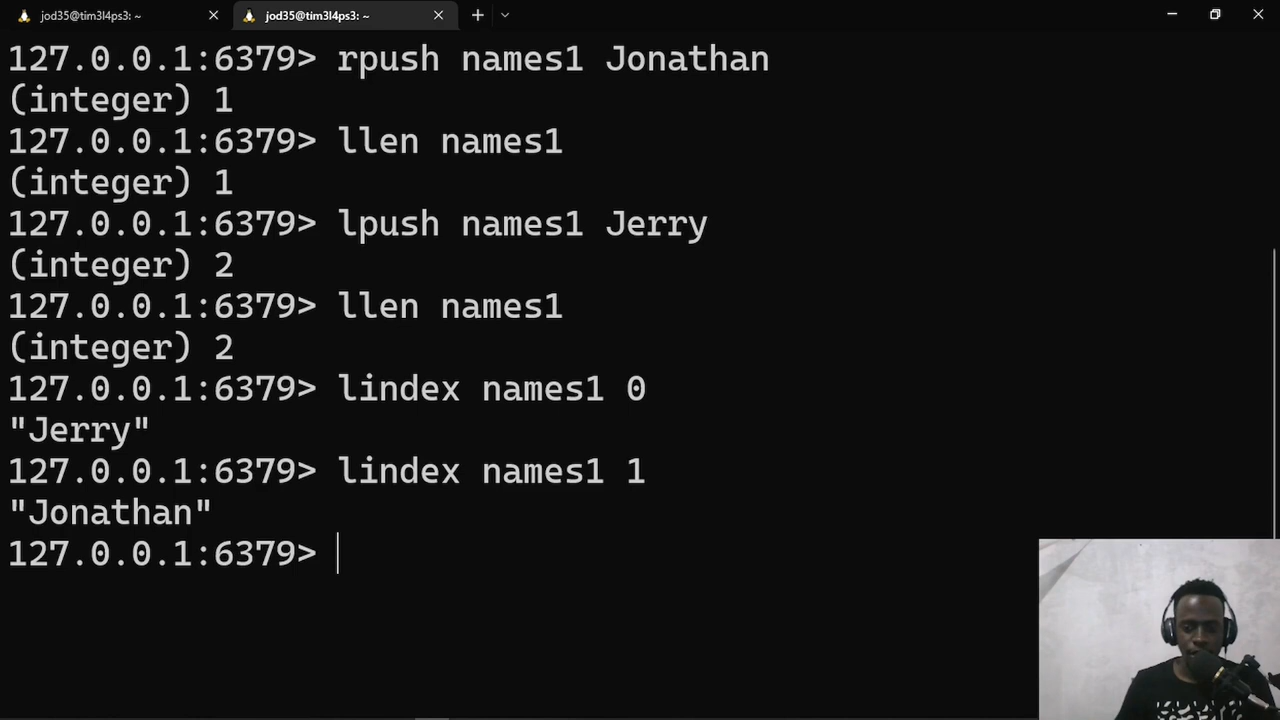 jod35@tim3l4ps3: ~
jod35@tim3l4ps3: ~
127.0.0.1:6379> rpush names1 Jonathan
(integer) 1
127.0.0.1:6379> llen names1
(integer) 1
127.0.0.1:6379> lpush names1 Jerry
(integer) 2
127.0.0.1:6379> llen names1
(integer) 2
127.0.0.1:6379> lindex names1 0
"Jerry"
127.0.0.1:6379> lindex names1 1
"Jonathan"
127.0.0.1:6379>